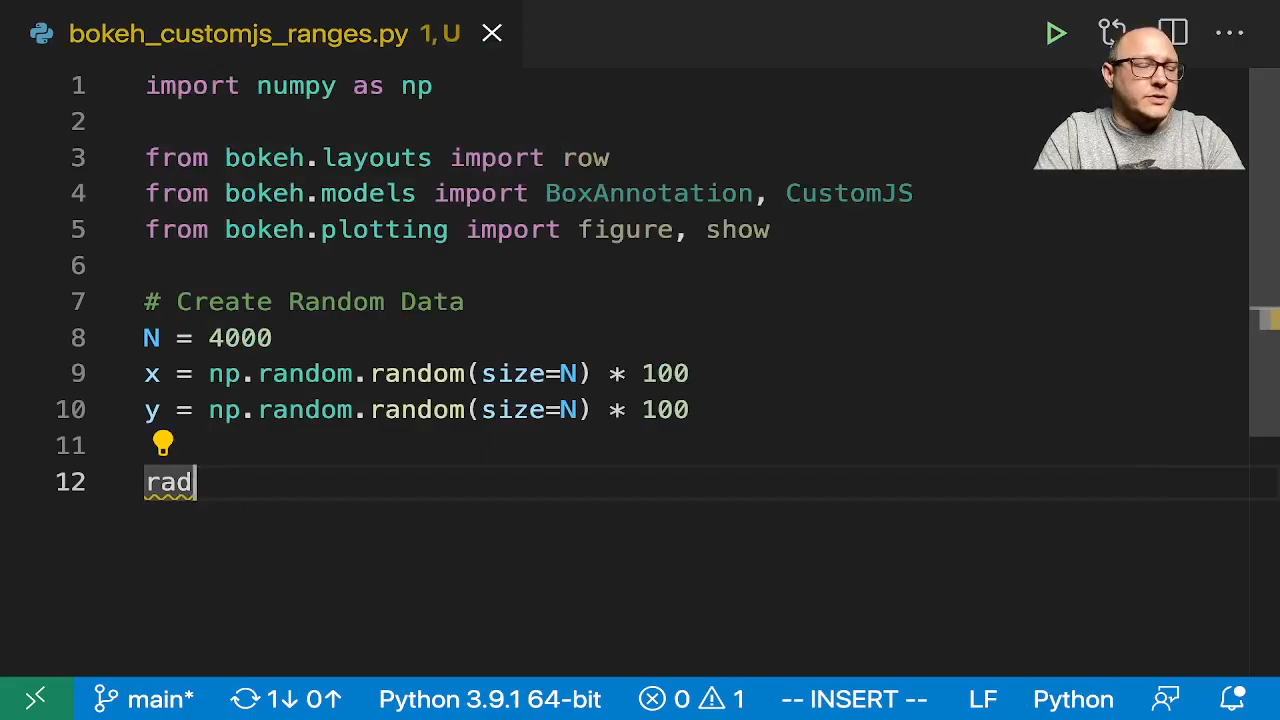 bokeh_customjs_ranges.py 1, U
1 import numpy as np
2
3 from bokeh.layouts import row
4 from bokeh.models import BoxAnnotation, CustomJS
5 from bokeh.plotting import figure, show
6
7 # Create Random Data
8 N = 4000
9 x = np.random.random(size=N) * 100
10 y = np.random.random(size=N) * 100
11
12 rad
main* 1↓ 0↑ Python 3.9.1 64-bit 0 1 -- INSERT -- LF Python